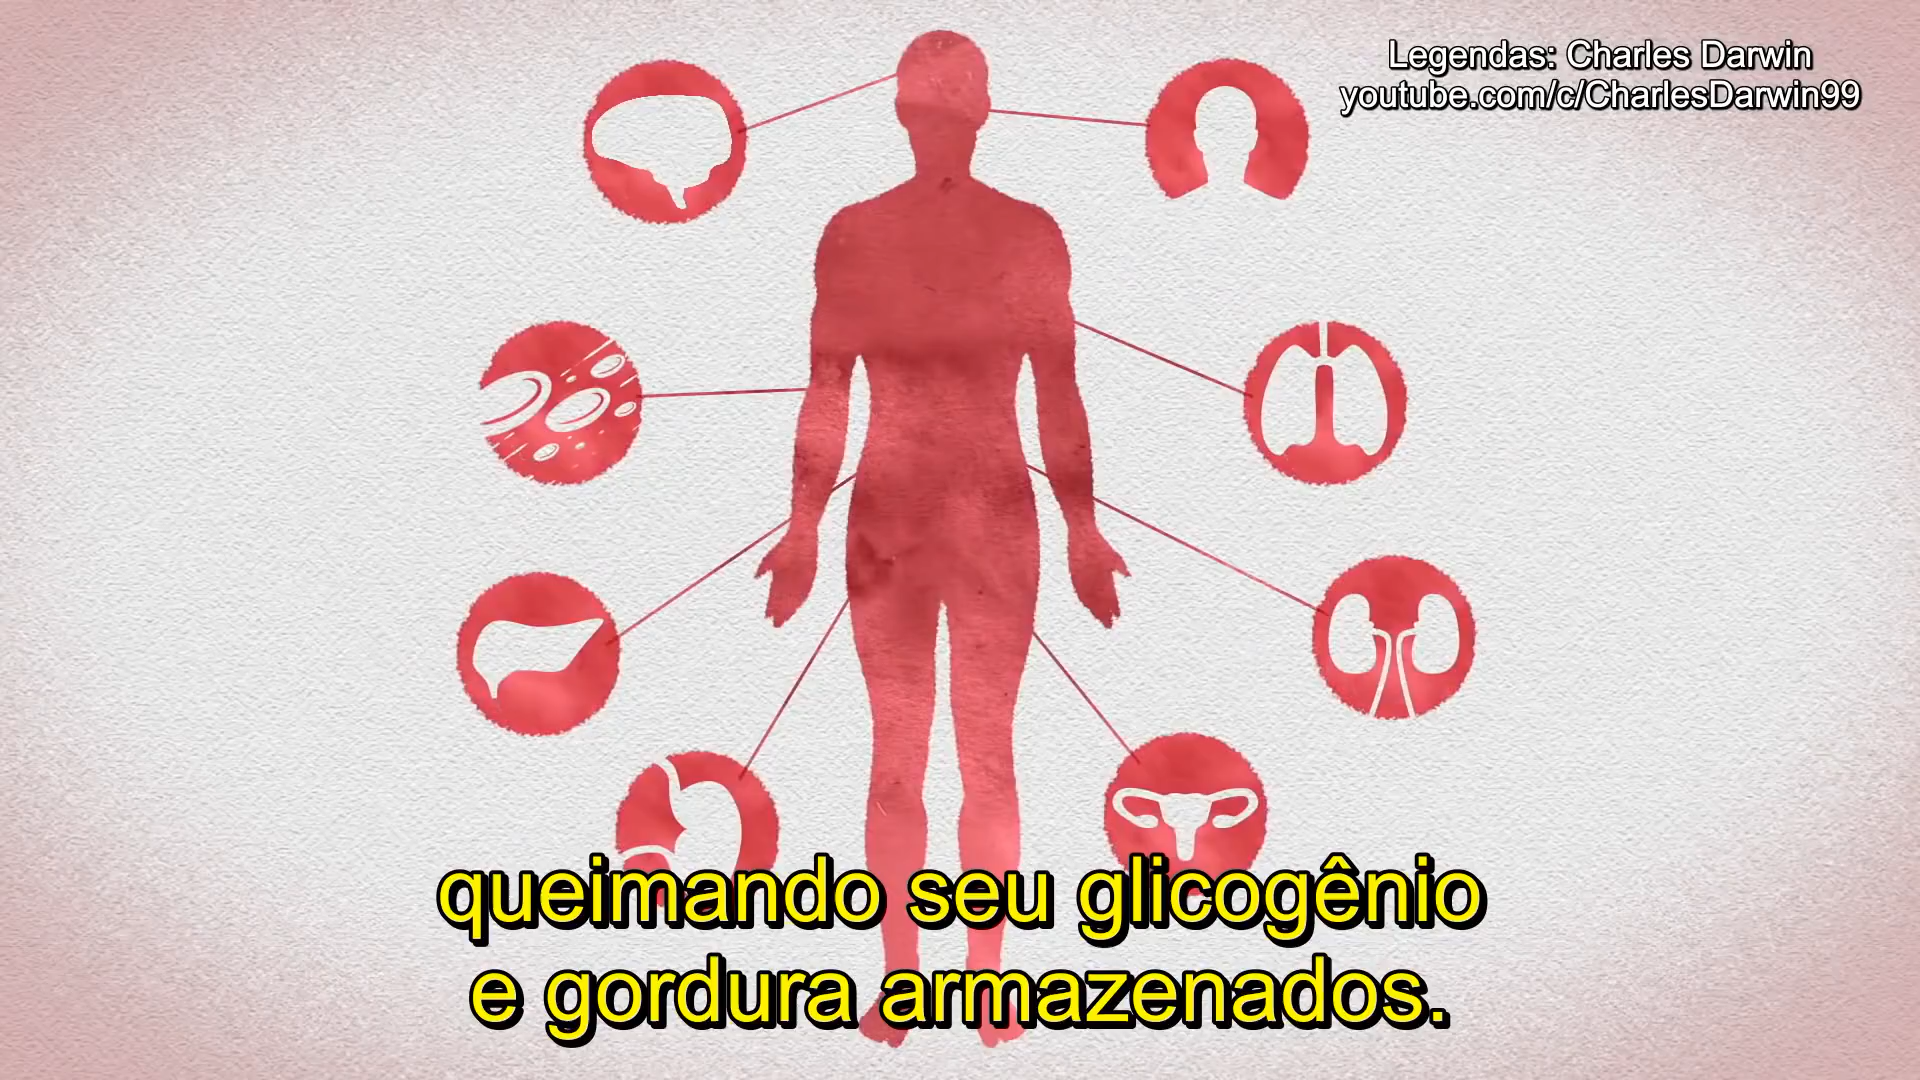 Legendas: Charles Darwin
youtube.com/c/CharlesDarwin99
queimando seu glicogênio
e gordura armazenados.